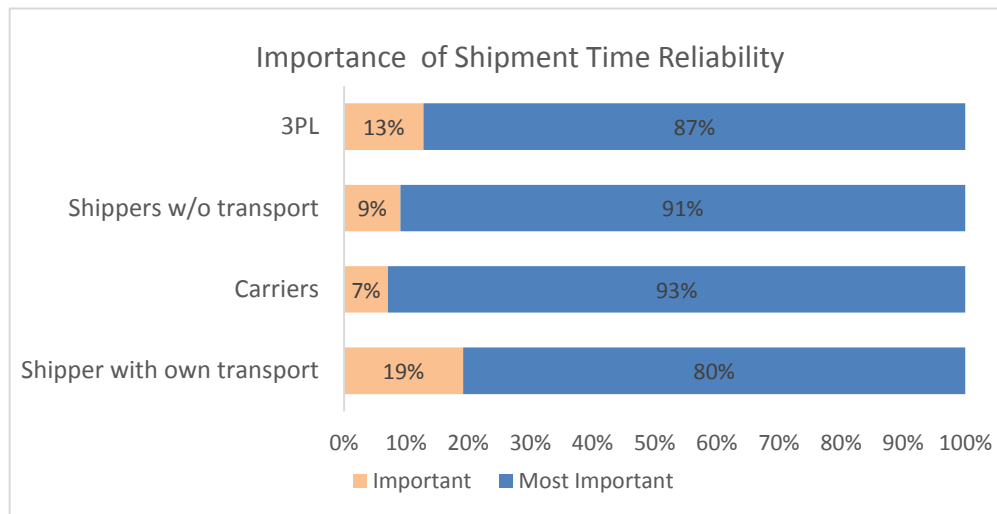 Importance of Shipment Time Reliability
3PL 13% 87%
Shippers w/o transport 9% 91%
Carriers 7% 93%
Shipper with own transport 19% 80%
0% 10% 20% 30% 40% 50% 60% 70% 80% 90% 100%
Important Most Important